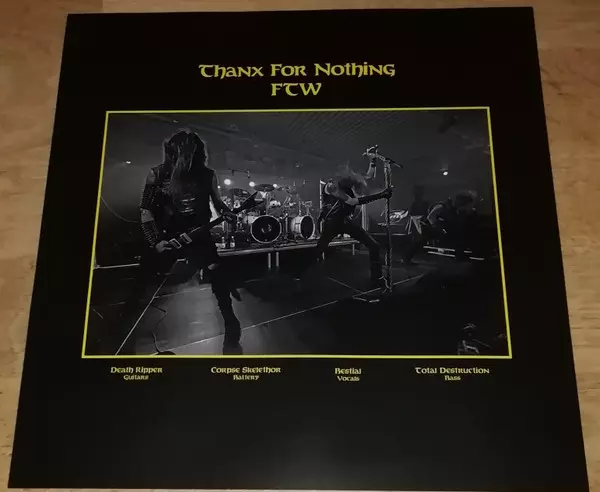 Thanx For Nothing
FTW
Death Ripper
Guitars
Corpse Skelethor
Battery
Bestial
Vocals
Total Destruction
Bass